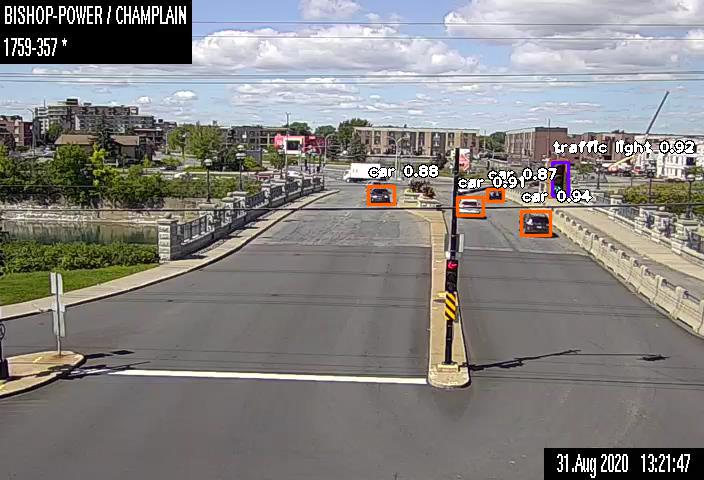 BISHOP-POWER / CHAMPLAIN
1759-357 *
traffic light 0.92
car 0.88
car 0.87
car 0.91
car 0.94
31.Aug 2020 13:21:47